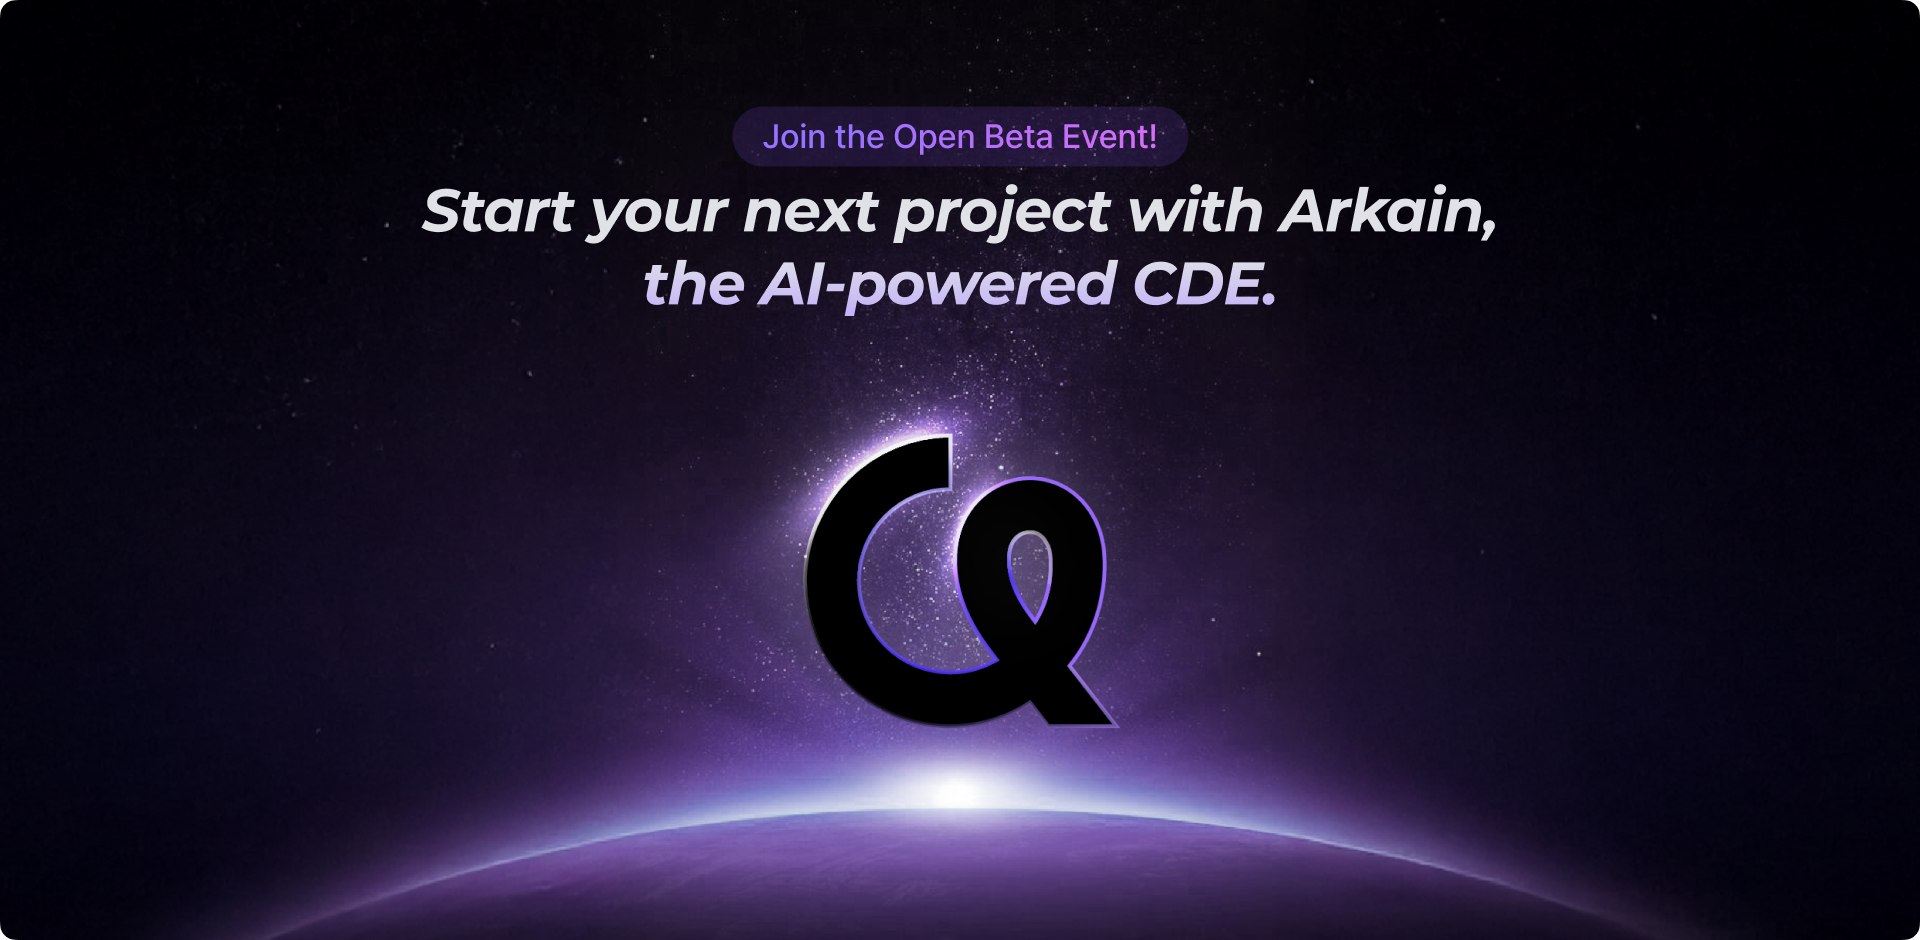 Join the Open Beta Event!
Start your next project with Arkain,
the AI-powered CDE.